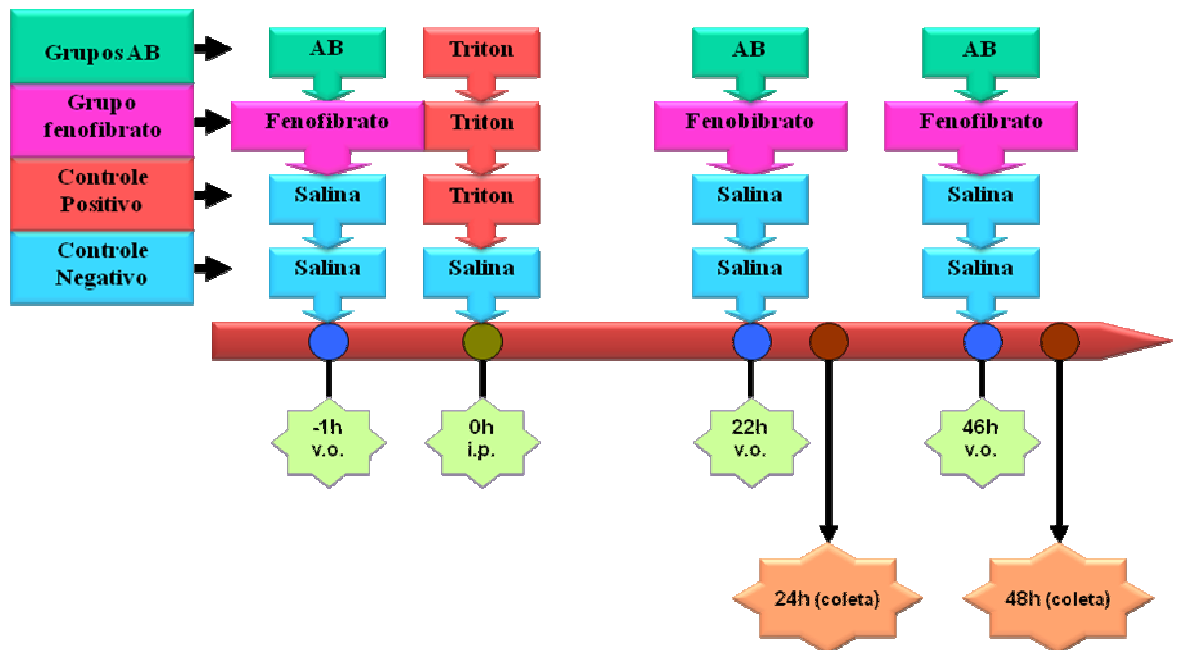 Grupos AB
AB
Triton
AB
AB
Grupo
fenofibrato
Fenofibrato
Triton
Fenobibrato
Fenofibrato
Controle
Positivo
Salina
Triton
Salina
Salina
Controle
Negativo
Salina
Salina
Salina
Salina
-1h
v.o.
0h
i.p.
22h
v.o.
46h
v.o.
24h (coleta)
48h (coleta)